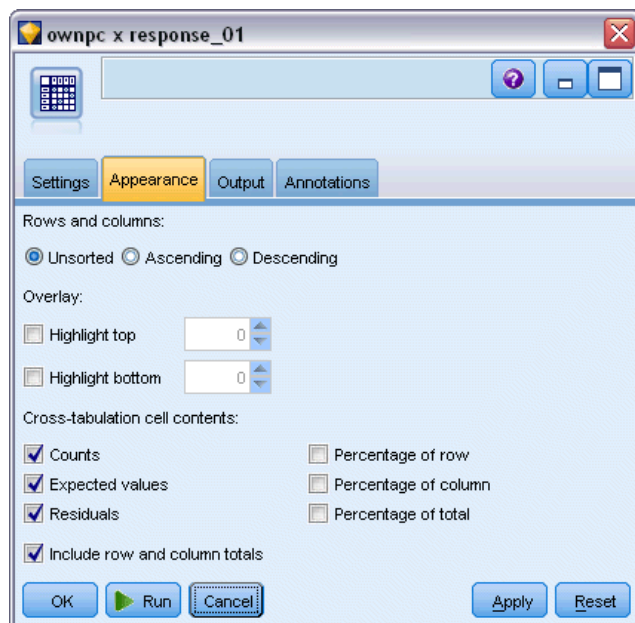 ownpc x response_01
Settings Appearance Output Annotations
Rows and columns:
Unsorted Ascending Descending
Overlay:
Highlight top 0
Highlight bottom 0
Cross-tabulation cell contents:
Counts Percentage of row
Expected values Percentage of column
Residuals Percentage of total
Include row and column totals
OK Run Cancel Apply Reset